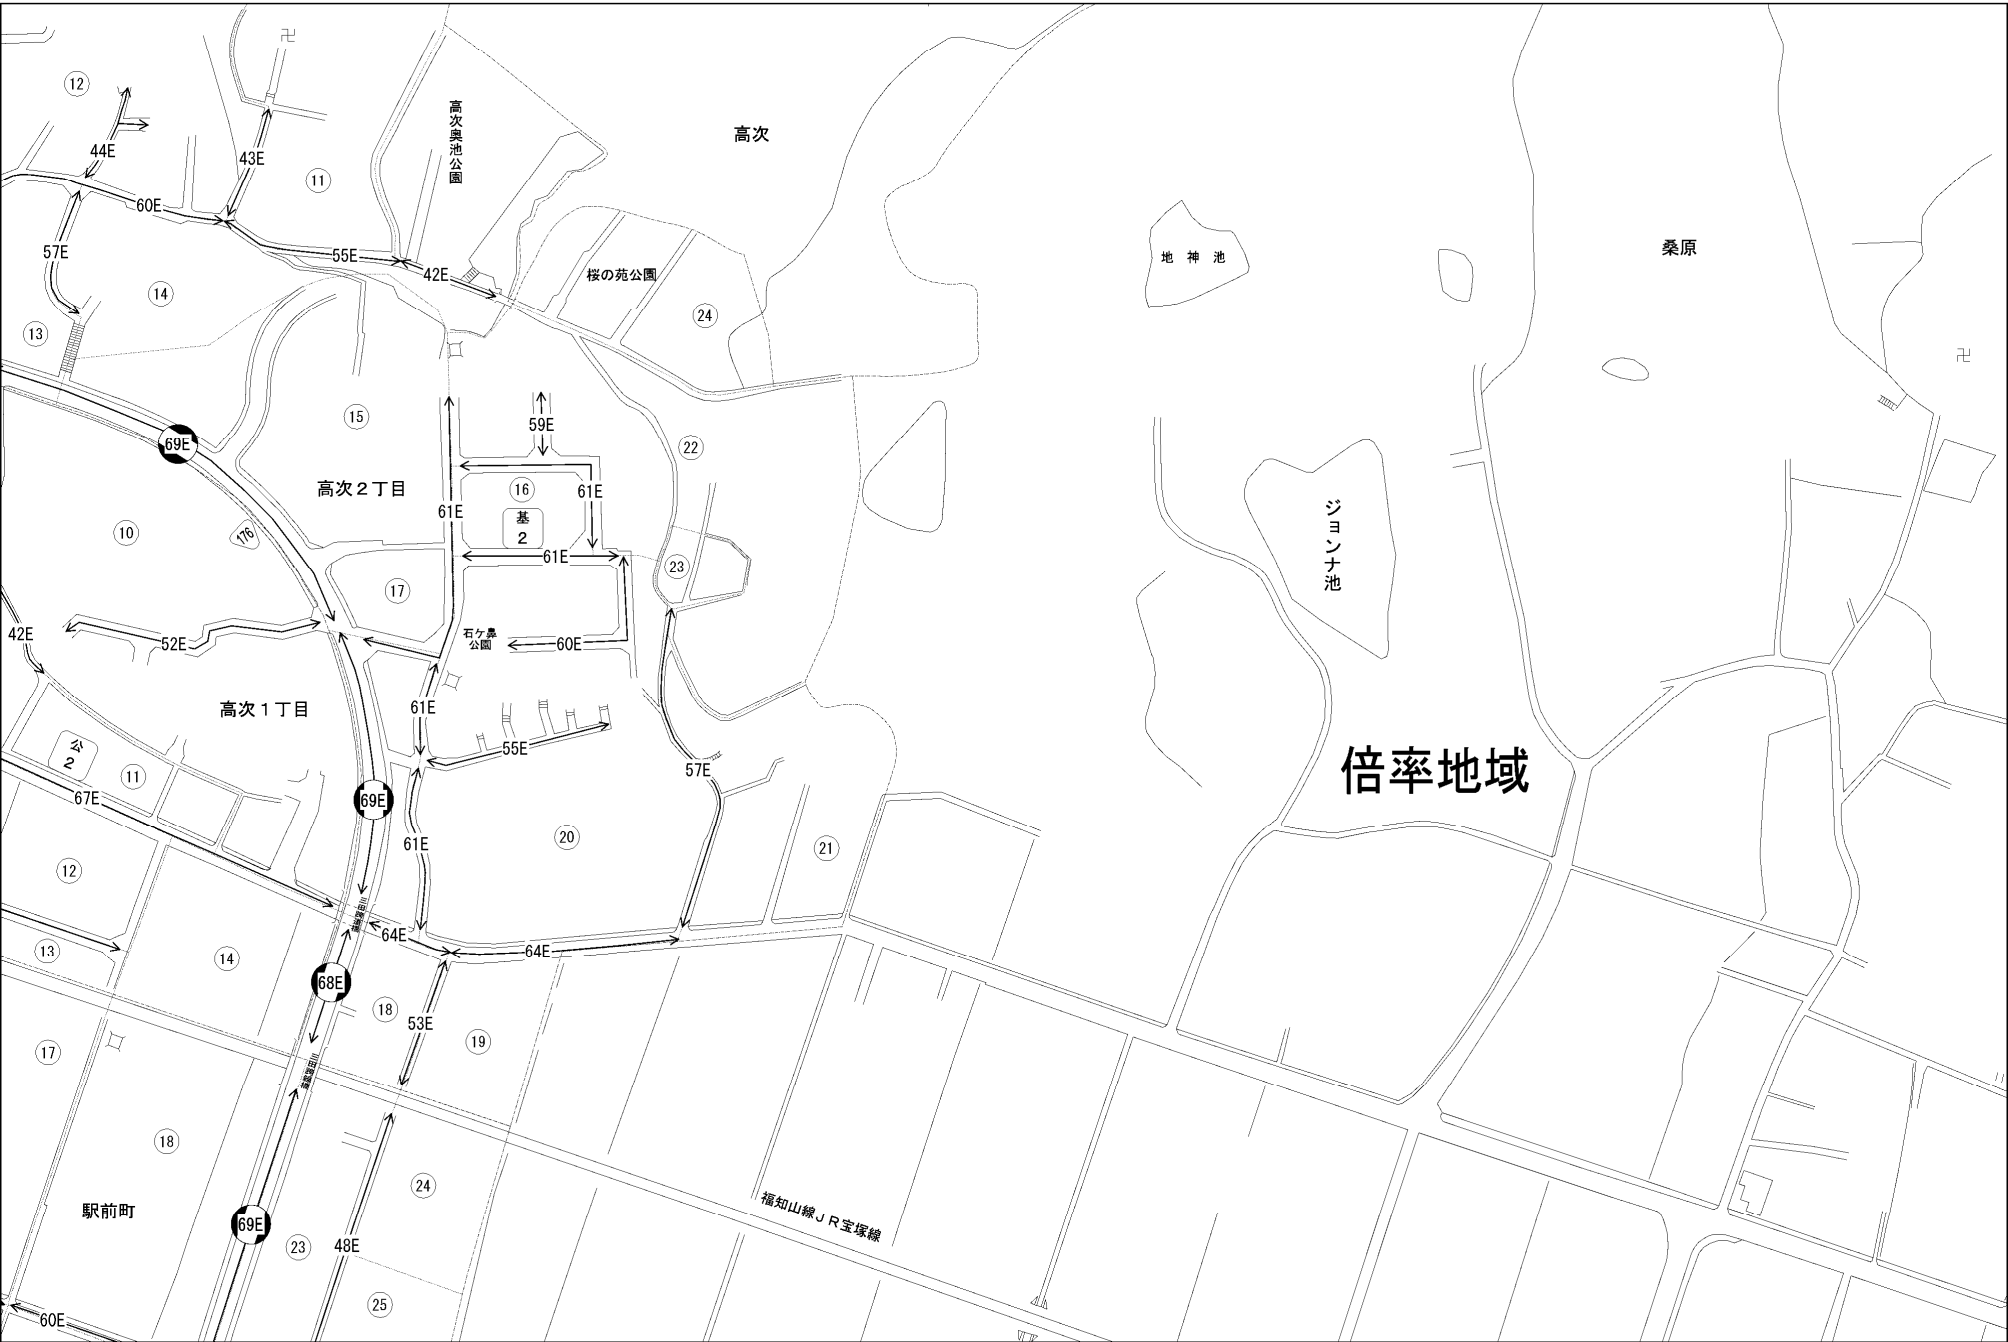 卍
⑫
高次奥池公園
高次
44E
43E
⑪
60E
57E
55E
42E
桜の苑公園
地神池
桑原
⑭
⑬
㉔
卍
⑮
59E
69E
㉒
高次２丁目
⑯
61E
61E
基
2
ジョンナ池
⑩
176
61E
㉓
⑰
42E
52E
石ケ鼻
公園
60E
高次１丁目
61E
55E
公
2
⑪
57E
倍率地域
67E
69E
61E
⑳
㉑
⑫
64E
64E
⑬
⑭
68E
⑱
53E
⑲
⑰
⑱
㉔
駅前町
福知山線ＪＲ宝塚線
69E
㉓
48E
㉕
60E